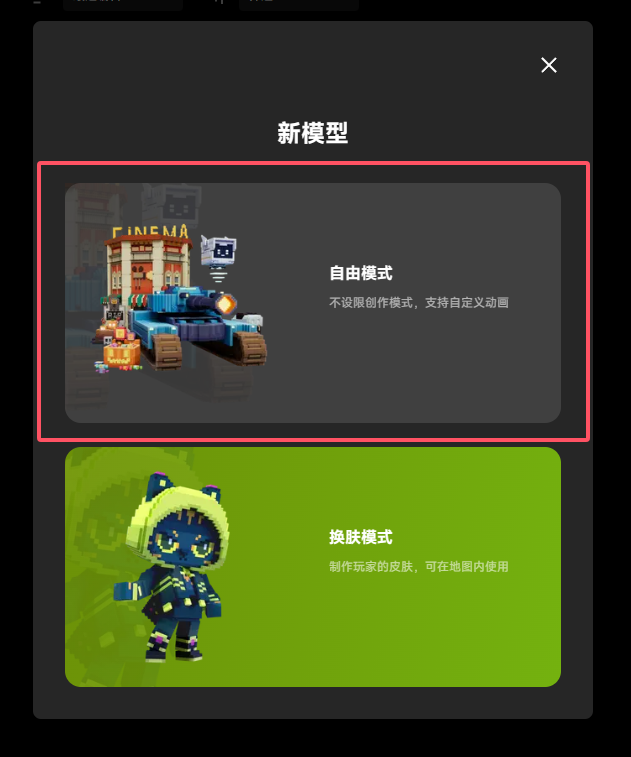 新模型
CINEMA
自由模式
不设限创作模式，支持自定义动画
换肤模式
制作玩家的皮肤，可在地图内使用